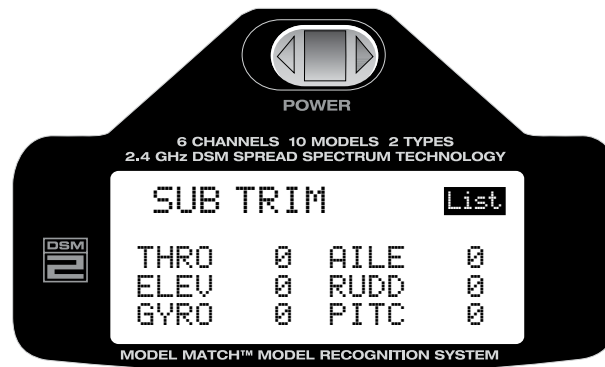 POWER
6 CHANNELS 10 MODELS 2 TYPES
2.4 GHz DSM SPREAD SPECTRUM TECHNOLOGY
SUB TRIM List
DSM
2
THRO 0 AILE 0
ELEV 0 RUDD 0
GYRO 0 PITC 0
MODEL MATCH™ MODEL RECOGNITION SYSTEM